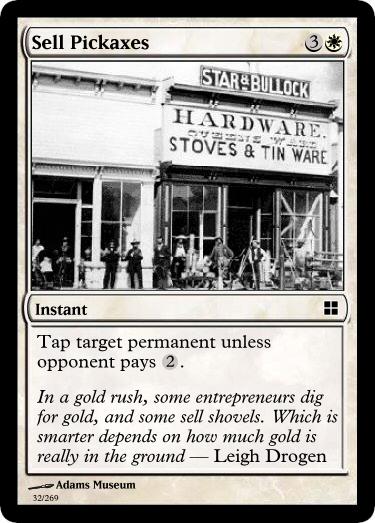 Sell Pickaxes 3
STAR & BULLOCK
HARDWARE.
QUEENS WARE
STOVES & TIN WARE
Instant
Tap target permanent unless
opponent pays 2.
In a gold rush, some entrepreneurs dig
for gold, and some sell shovels. Which is
smarter depends on how much gold is
really in the ground — Leigh Drogen
Adams Museum
32/269